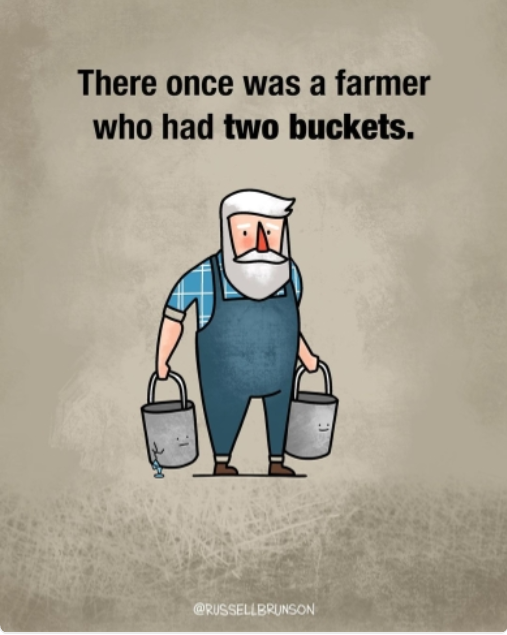 There once was a farmer
who had two buckets.
@RUSSELLBRUNSON